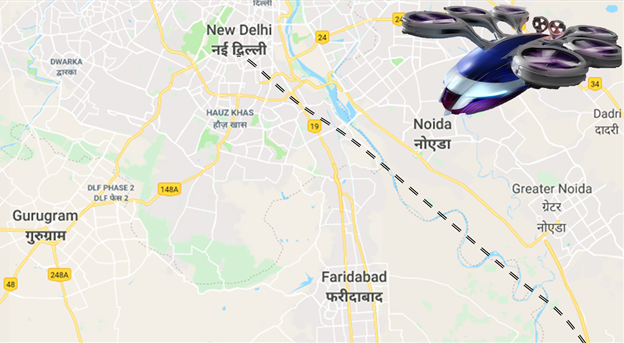 दिल्ली
New Delhi
नई दिल्ली
24
DWARKA
द्वारका
34
Dadri
दादरी
HAUZ KHAS
हौज़ खास
19
Noida
नोएडा
DLF PHASE 2
DLF फेस 2
148A
Greater Noida
ग्रेटर
नोएडा
Gurugram
गुरुग्राम
248A
48
Faridabad
फरीदाबाद